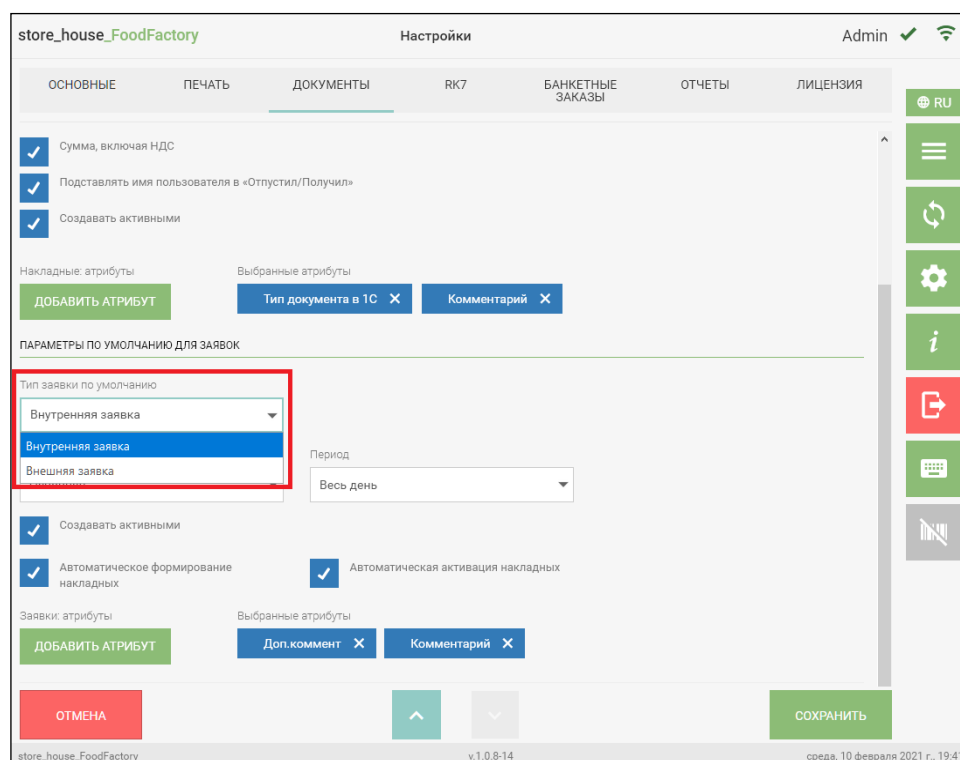 store_house_FoodFactory
Настройки
Admin
ОСНОВНЫЕ
ПЕЧАТЬ
ДОКУМЕНТЫ
RK7
БАНКЕТНЫЕ
ЗАКАЗЫ
ОТЧЕТЫ
ЛИЦЕНЗИЯ
RU
Сумма, включая НДС
Подставлять имя пользователя в «Отпустил/Получил»
Создавать активными
Накладные: атрибуты
Выбранные атрибуты
ДОБАВИТЬ АТРИБУТ
Тип документа в 1С
Комментарий
ПАРАМЕТРЫ ПО УМОЛЧАНИЮ ДЛЯ ЗАЯВОК
Тип заявки по умолчанию
Внутренняя заявка
Внутренняя заявка
Внешняя заявка
Период
Весь день
Создавать активными
Автоматическое формирование
накладных
Автоматическая активация накладных
Заявки: атрибуты
Выбранные атрибуты
ДОБАВИТЬ АТРИБУТ
Доп.коммент
Комментарий
ОТМЕНА
СОХРАНИТЬ
store_house_FoodFactory
v.1.0.8-14
среда, 10 февраля 2021 г., 19:41